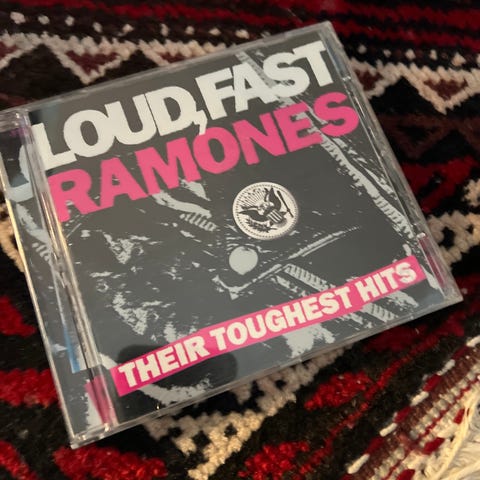 LOUD, FAST
RAMONES
THEIR TOUGHEST HITS